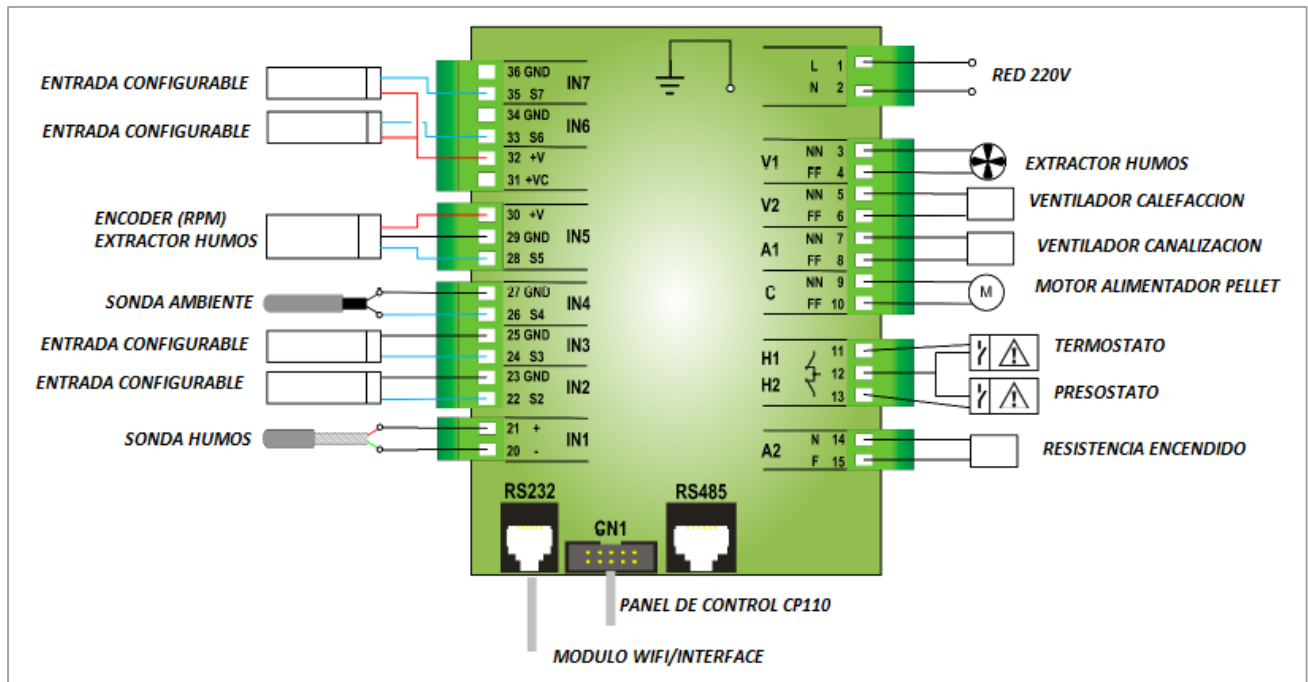 ENTRADA CONFIGURABLE
ENTRADA CONFIGURABLE
ENCODER (RPM)
EXTRACTOR HUMOS
SONDA AMBIENTE
ENTRADA CONFIGURABLE
ENTRADA CONFIGURABLE
SONDA HUMOS
36 GND
IN7
35 S7
34 GND
IN6
33 S6
32 +V
31 +VC
30 +V
29 GND
IN5
28 S5
27 GND
IN4
26 S4
25 GND
IN3
24 S3
23 GND
IN2
22 S2
21 +
IN1
20 -
L 1
N 2
V1
NN 3
FF 4
V2
NN 5
FF 6
A1
NN 7
FF 8
C
NN 9
FF 10
H1
11
12
H2
13
A2
N 14
F 15
RED 220V
EXTRACTOR HUMOS
VENTILADOR CALEFACCION
VENTILADOR CANALIZACION
M
MOTOR ALIMENTADOR PELLET
TERMOSTATO
PRESOSTATO
RESISTENCIA ENCENDIDO
RS232
CN1
RS485
PANEL DE CONTROL CP110
MODULO WIFI/INTERFACE